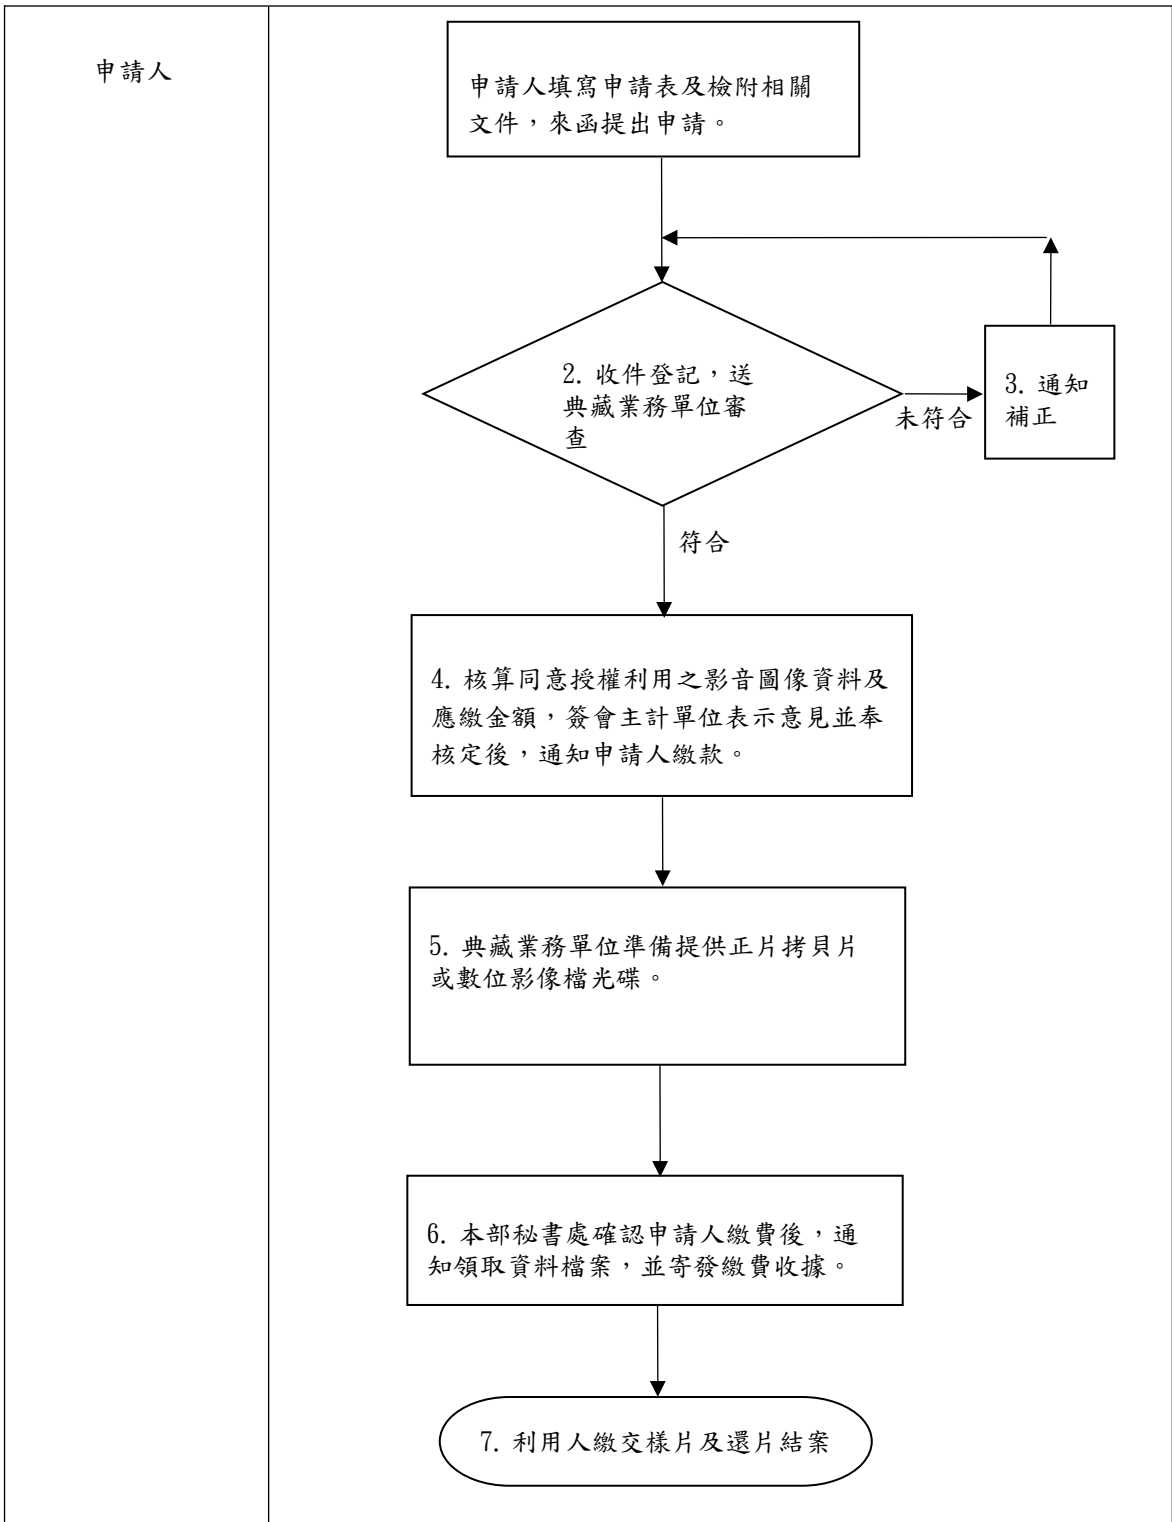 申請人
申請人填寫申請表及檢附相關
文件，來函提出申請。
2. 收件登記，送
典藏業務單位審
查
未符合
3. 通知
補正
符合
4. 核算同意授權利用之影音圖像資料及
應繳金額，簽會主計單位表示意見並奉
核定後，通知申請人繳款。
5. 典藏業務單位準備提供正片拷貝片
或數位影像檔光碟。
6. 本部秘書處確認申請人繳費後，通
知領取資料檔案，並寄發繳費收據。
7. 利用人繳交樣片及還片結案